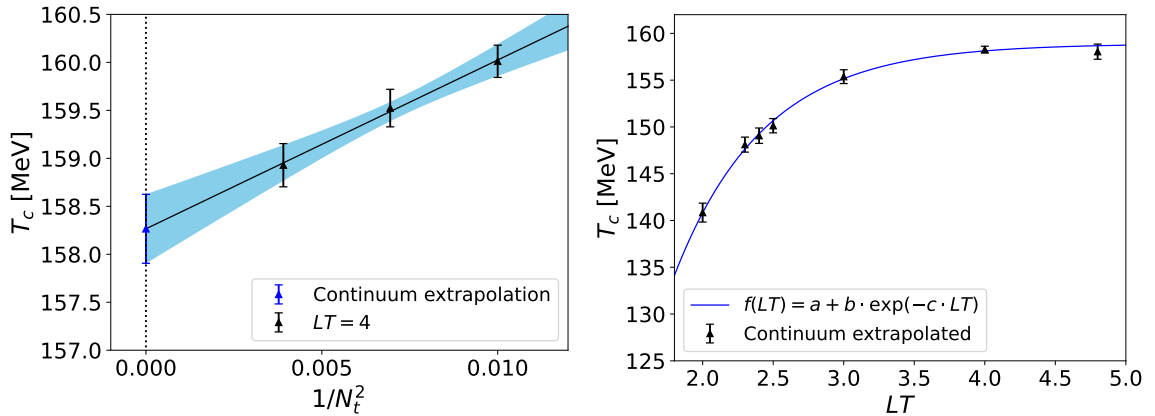 160.5
160.0
159.5
159.0
158.5
158.0
157.5
157.0
T_c [MeV]
Continuum extrapolation
LT = 4
0.000 0.005 0.010
1/N_t^2
160
155
150
145
140
135
130
125
T_c [MeV]
f(LT) = a + b · exp(−c · LT)
Continuum extrapolated
2.0 2.5 3.0 3.5 4.0 4.5 5.0
LT